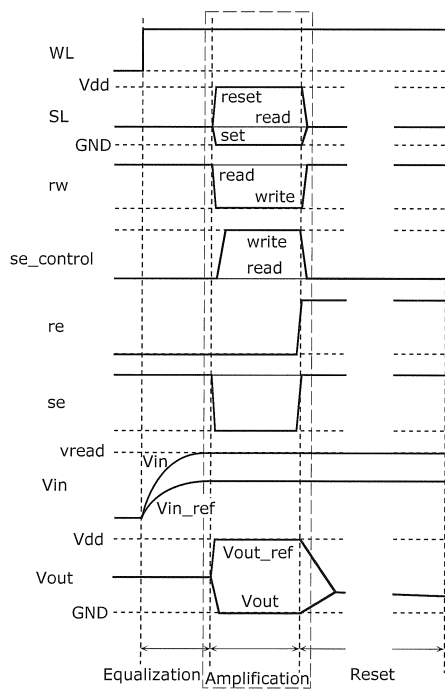 WL
Vdd
reset
SL
read
set
GND
read
rw
write
write
se_control
read
re
se
vread
Vin
Vin
Vin_ref
Vdd
Vout_ref
Vout
Vout
GND
Equalization Amplification Reset